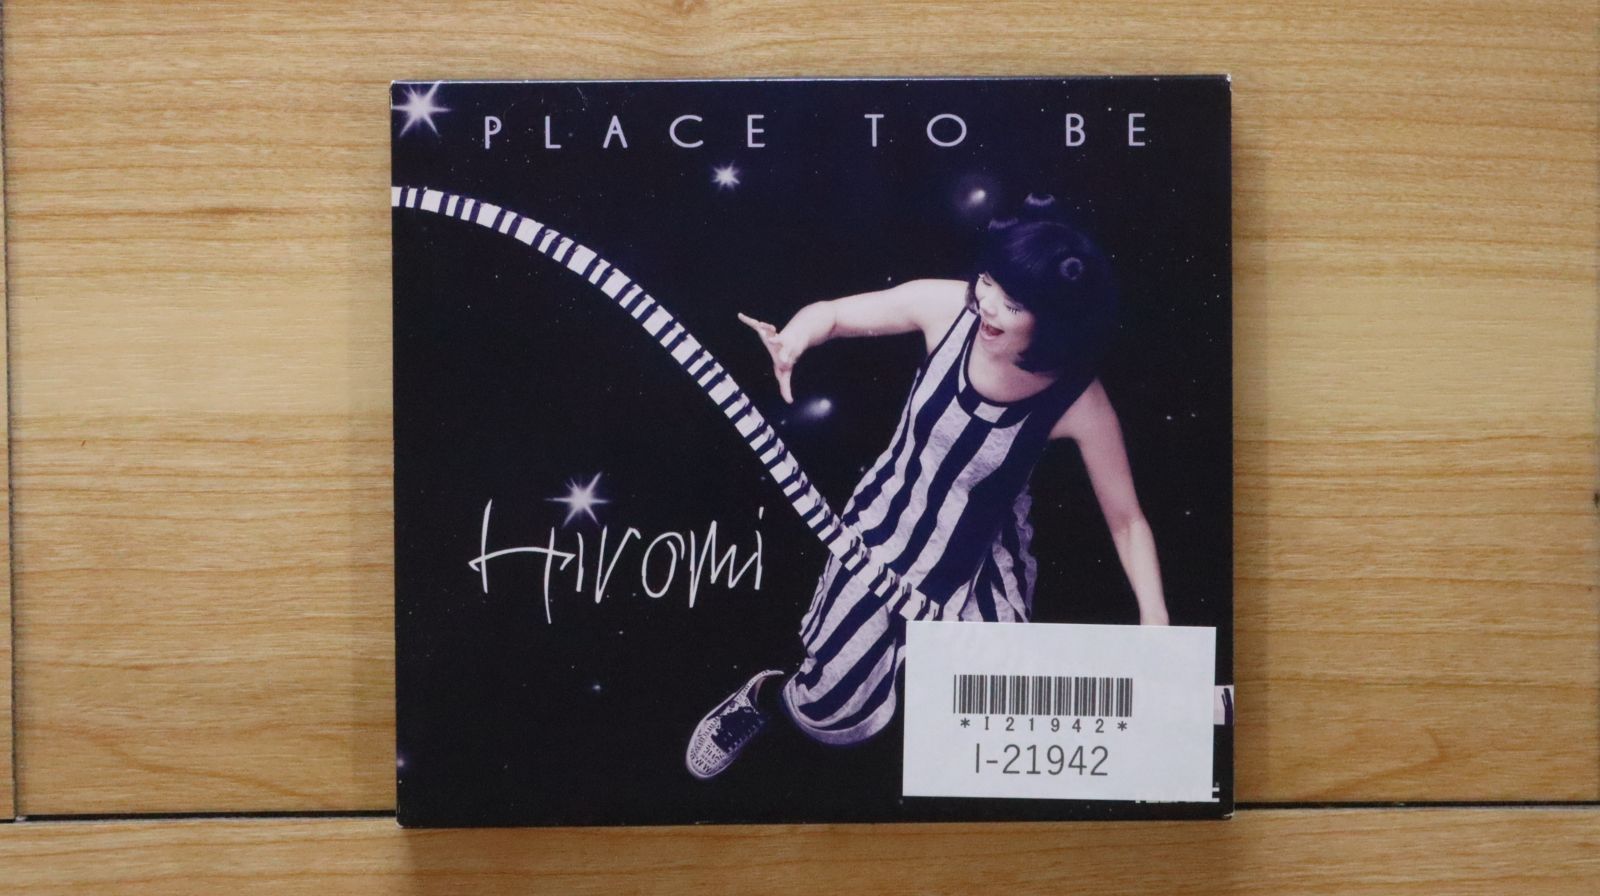 PLACE TO BE
Hiromi
*I21942*
I-21942